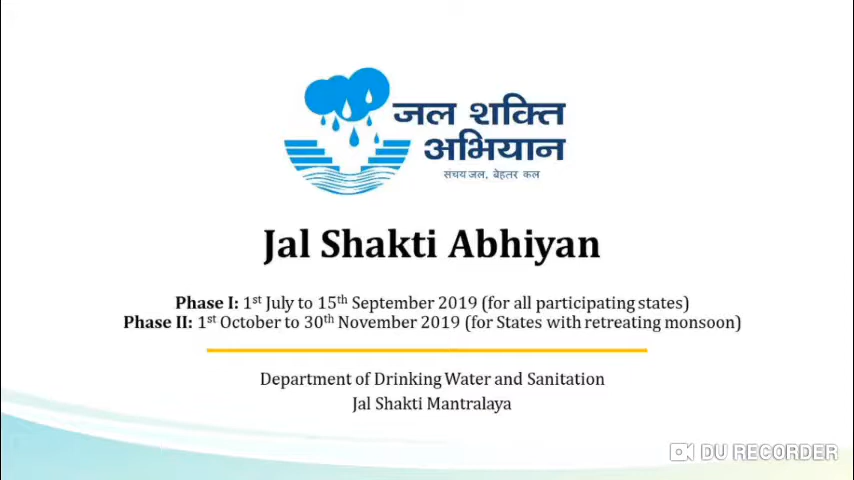 जल शक्ति
अभियान
संचय जल, बेहतर कल
Jal Shakti Abhiyan
Phase I: 1st July to 15th September 2019 (for all participating states)
Phase II: 1st October to 30th November 2019 (for States with retreating monsoon)
Department of Drinking Water and Sanitation
Jal Shakti Mantralaya
DU RECORDER